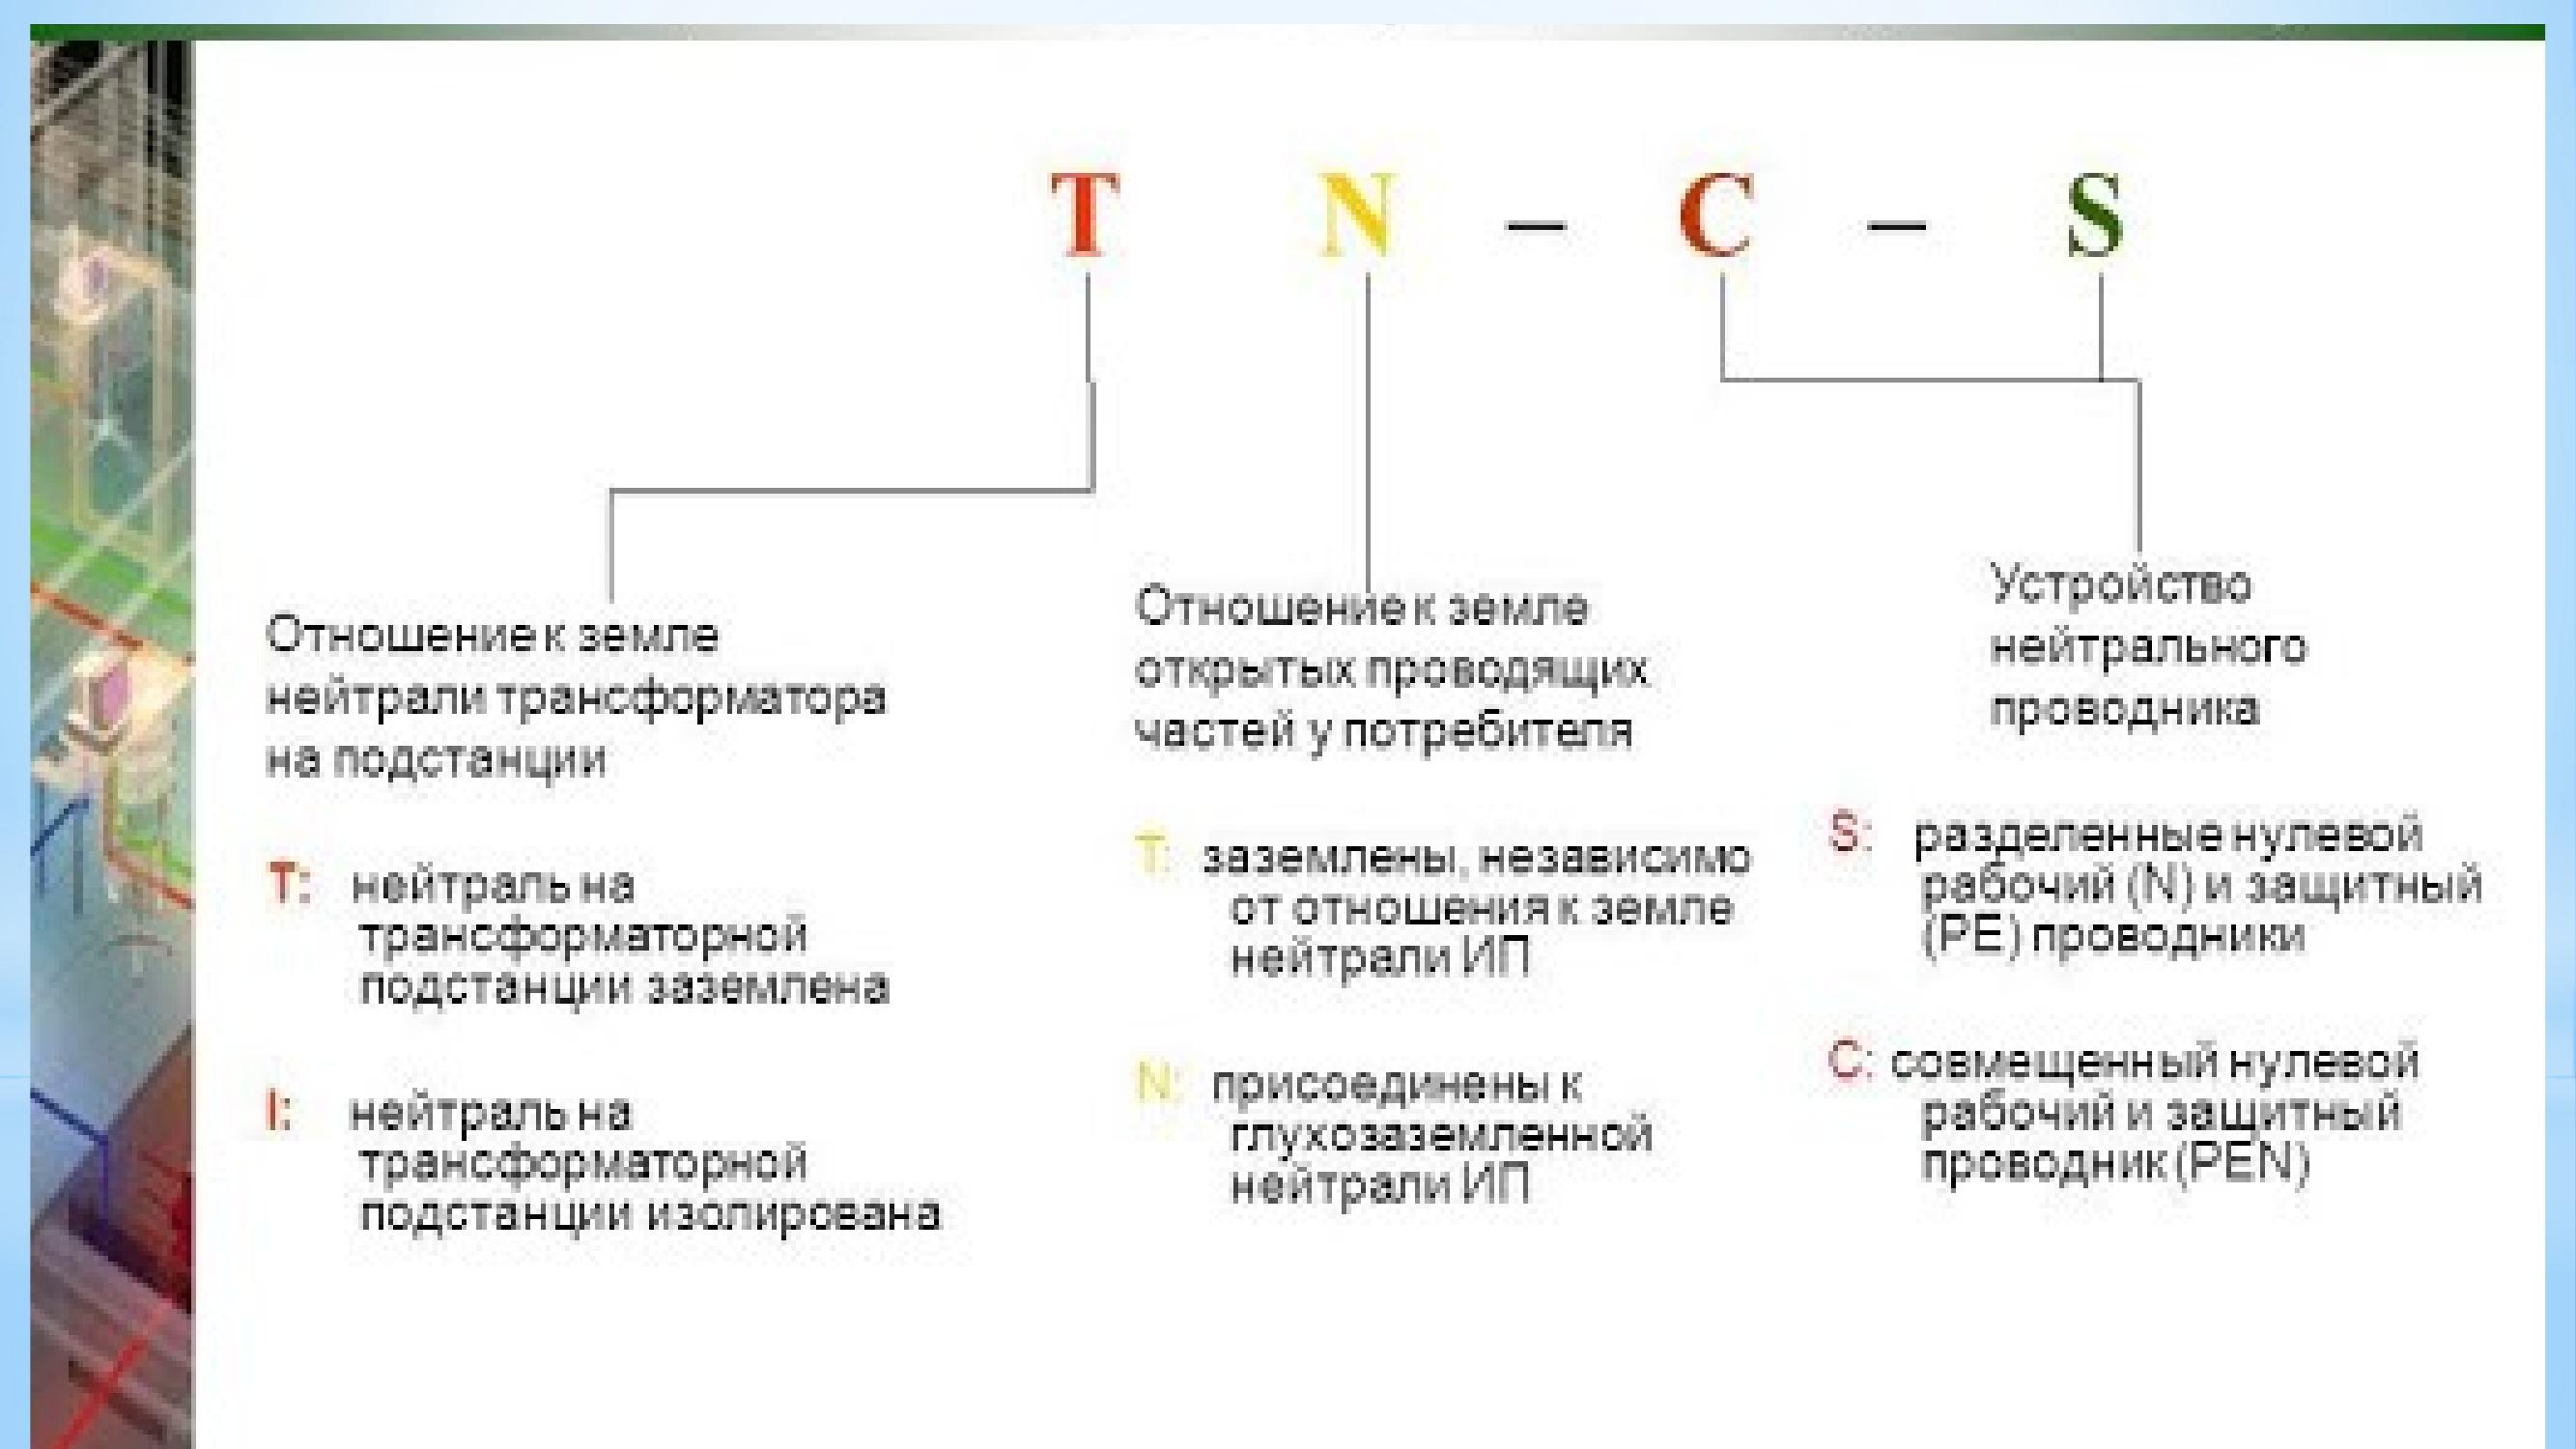 T N – C – S
Отношение к земле
нейтрали трансформатора
на подстанции
T: нейтраль на
трансформаторной
подстанции заземлена
I: нейтраль на
трансформаторной
подстанции изолирована
Отношение к земле
открытых проводящих
частей у потребителя
T: заземлены, независимо
от отношения к земле
нейтрали ИП
N: присоединены к
глухозаземленной
нейтрали ИП
Устройство
нейтрального
проводника
S: разделенные нулевой
рабочий (N) и защитный
(PE) проводники
C: совмещенный нулевой
рабочий и защитный
проводник (PEN)